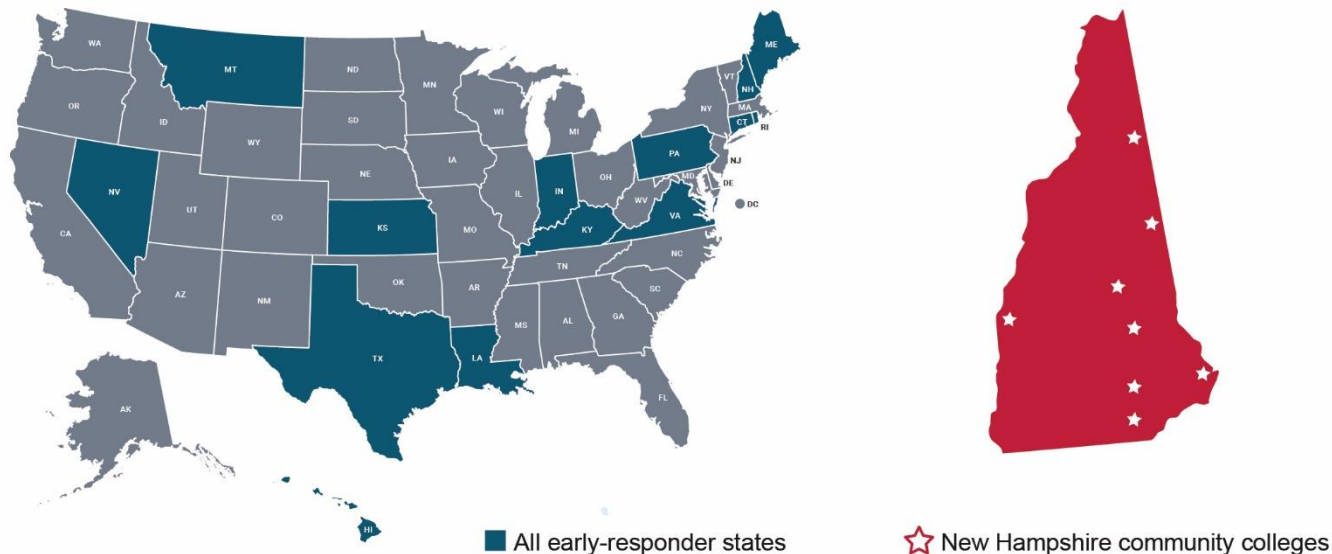 WA
MT
ND
MN
ME
VT
NH
OR
ID
WY
SD
WI
MI
NY
MA
CT
RI
NV
UT
CO
NE
IA
IL
IN
OH
PA
NJ
MD
DE
DC
WV
VA
CA
KS
MO
KY
AZ
NM
OK
AR
TN
NC
SC
TX
LA
MS
AL
GA
FL
AK
HI
All early-responder states
New Hampshire community colleges